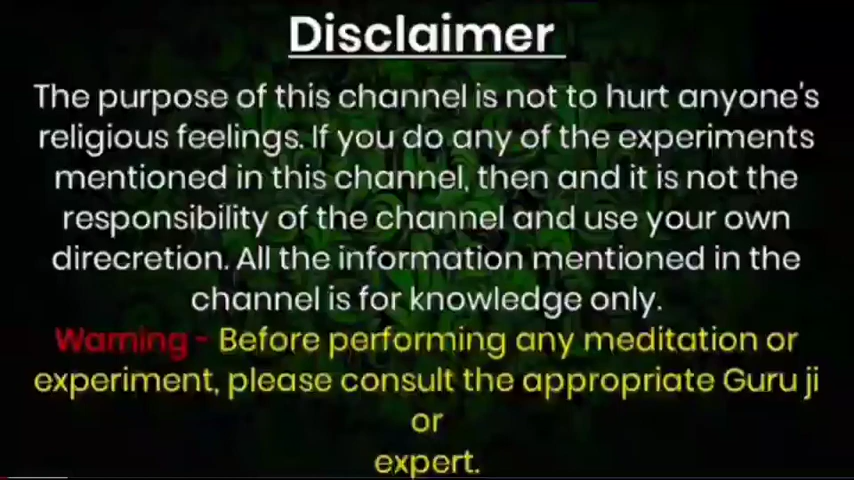 Disclaimer
The purpose of this channel is not to hurt anyone's
religious feelings. If you do any of the experiments
mentioned in this channel, then and it is not the
responsibility of the channel and use your own
direcretion. All the information mentioned in the
channel is for knowledge only.
Warning - Before performing any meditation or
experiment, please consult the appropriate Guru ji
or
expert.